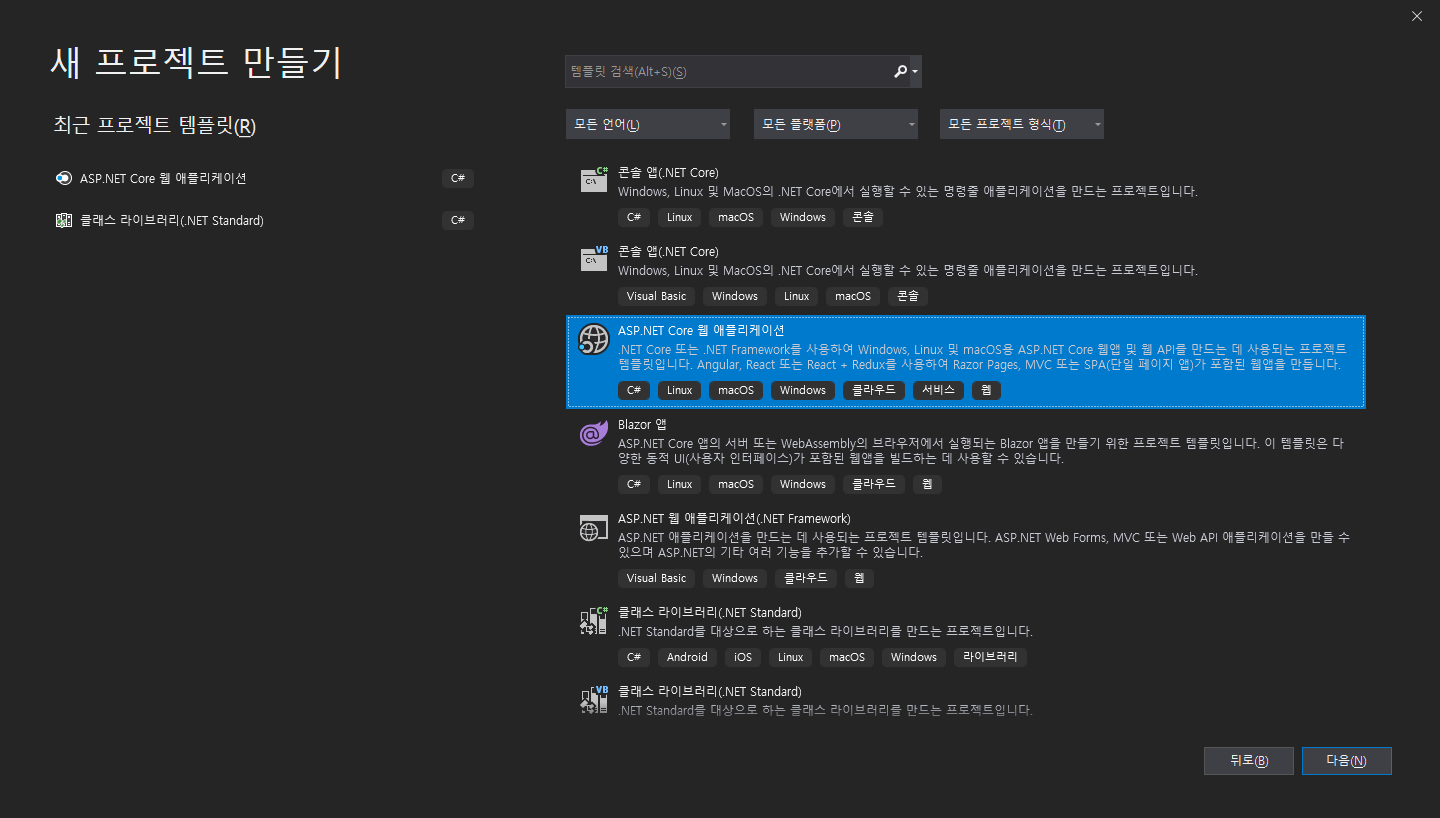 새 프로젝트 만들기
최근 프로젝트 템플릿(R)
ASP.NET Core 웹 애플리케이션 C#
클래스 라이브러리(.NET Standard) C#
템플릿 검색(Alt+S)(S)
모든 언어(L) 모든 플랫폼(P) 모든 프로젝트 형식(T)
C#
C:\
콘솔 앱(.NET Core)
Windows, Linux 및 MacOS의 .NET Core에서 실행할 수 있는 명령줄 애플리케이션을 만드는 프로젝트입니다.
C# Linux macOS Windows 콘솔
VB
C:\
콘솔 앱(.NET Core)
Windows, Linux 및 MacOS의 .NET Core에서 실행할 수 있는 명령줄 애플리케이션을 만드는 프로젝트입니다.
Visual Basic Windows Linux macOS 콘솔
ASP.NET Core 웹 애플리케이션
.NET Core 또는 .NET Framework를 사용하여 Windows, Linux 및 macOS용 ASP.NET Core 웹앱 및 웹 API를 만드는 데 사용되는 프로젝트
템플릿입니다. Angular, React 또는 React + Redux를 사용하여 Razor Pages, MVC 또는 SPA(단일 페이지 앱)가 포함된 웹앱을 만듭니다.
C# Linux macOS Windows 클라우드 서비스 웹
Blazor 앱
ASP.NET Core 앱의 서버 또는 WebAssembly의 브라우저에서 실행되는 Blazor 앱을 만들기 위한 프로젝트 템플릿입니다. 이 템플릿은 다
양한 동적 UI(사용자 인터페이스)가 포함된 웹앱을 빌드하는 데 사용할 수 있습니다.
C# Linux macOS Windows 클라우드 웹
ASP.NET 웹 애플리케이션(.NET Framework)
ASP.NET 애플리케이션을 만드는 데 사용되는 프로젝트 템플릿입니다. ASP.NET Web Forms, MVC 또는 Web API 애플리케이션을 만들 수
있으며 ASP.NET의 기타 여러 기능을 추가할 수 있습니다.
Visual Basic Windows 클라우드 웹
C#
클래스 라이브러리(.NET Standard)
.NET Standard를 대상으로 하는 클래스 라이브러리를 만드는 프로젝트입니다.
C# Android iOS Linux macOS Windows 라이브러리
VB
클래스 라이브러리(.NET Standard)
.NET Standard를 대상으로 하는 클래스 라이브러리를 만드는 프로젝트입니다.
뒤로(B) 다음(N)